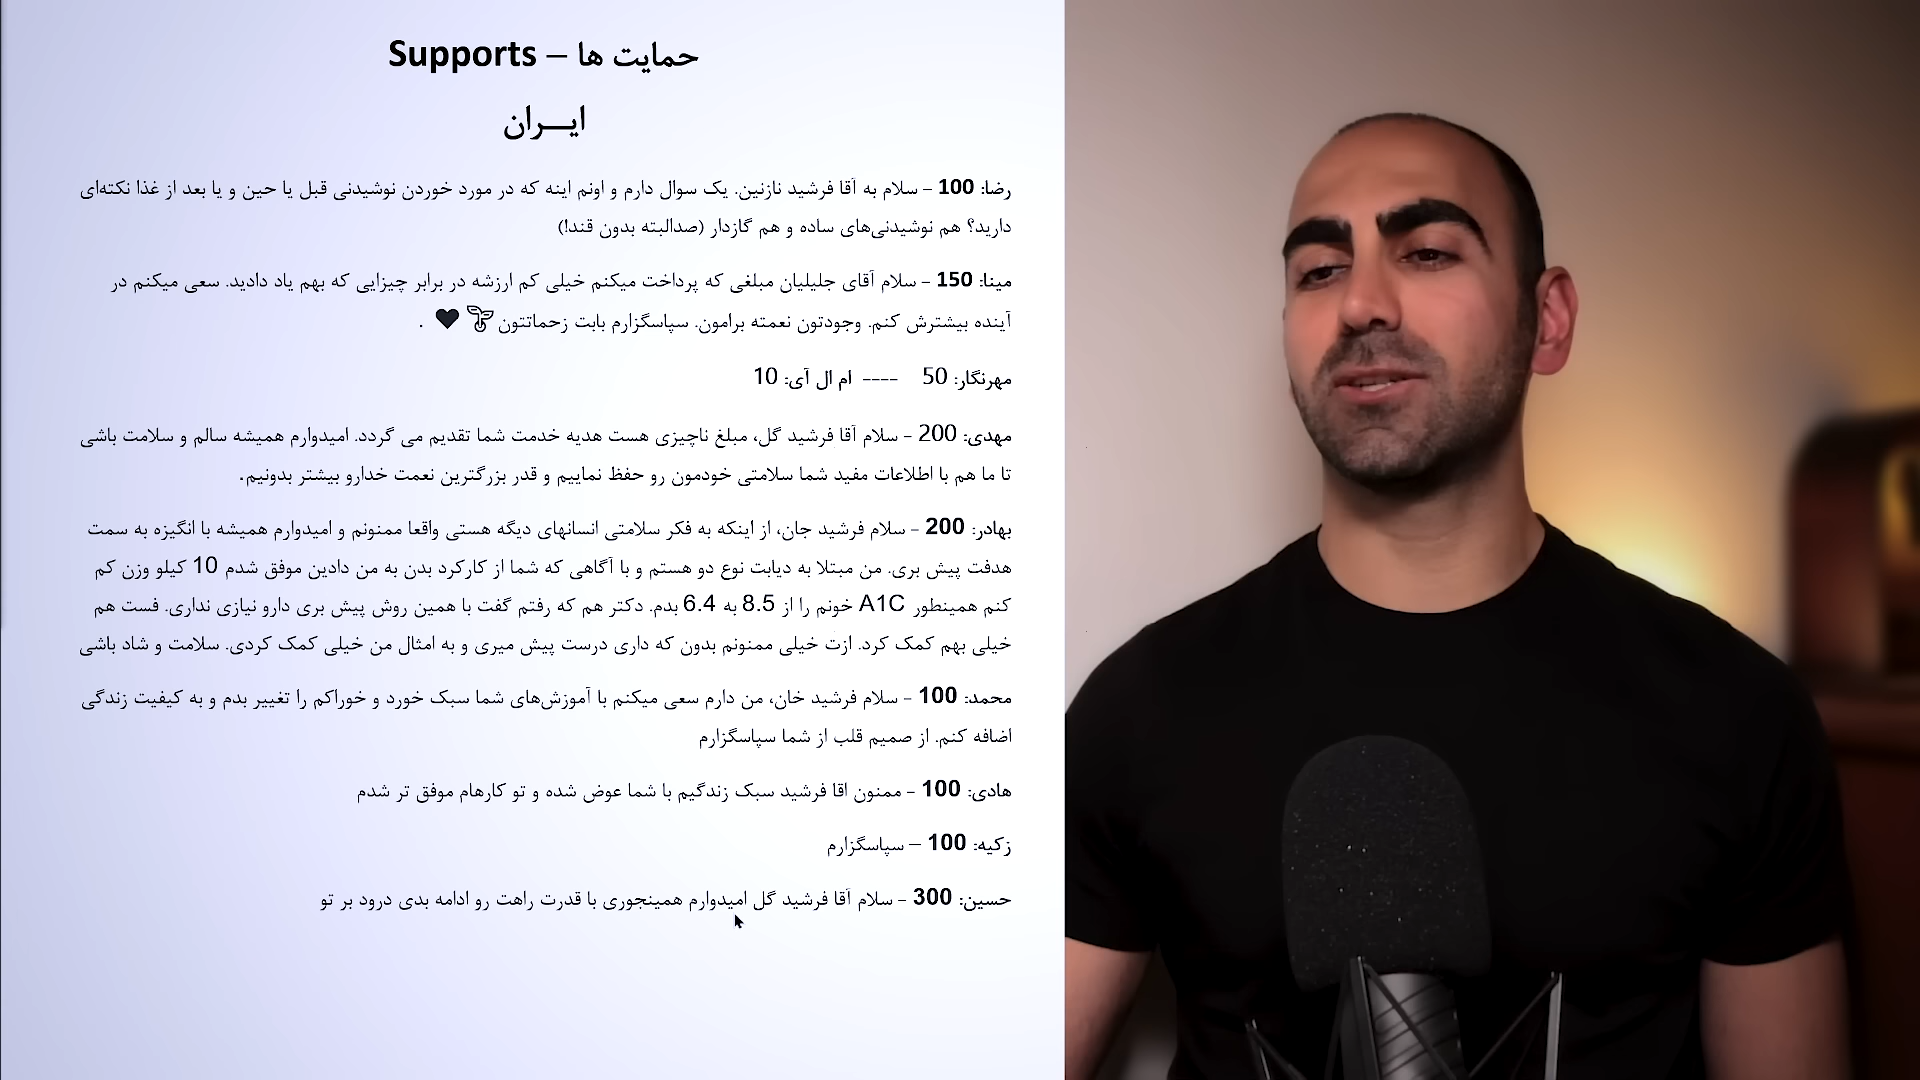 حمایت ها – Supports
ایـــران
رضا: 100 - سلام به آقا فرشید نازنین. یک سوال دارم و اونم اینه که در مورد خوردن نوشیدنی قبل یا حین و یا بعد از غذا نکته‌ای
دارید؟ هم نوشیدنی‌های ساده و هم گازدار (صدالبته بدون قند!)
مینا: 150 - سلام آقای جلیلیان مبلغی که پرداخت میکنم خیلی کم ارزشه در برابر چیزایی که بهم یاد دادید. سعی میکنم در
آینده بیشترش کنم. وجودتون نعمته برامون. سپاسگزارم بابت زحماتتون 🌱🖤 .
مهرنگار: 50 ---- ام ال آی: 10
مهدی: 200 - سلام آقا فرشید گل، مبلغ ناچیزی هست هدیه خدمت شما تقدیم می گردد. امیدوارم همیشه سالم و سلامت باشی
تا ما هم با اطلاعات مفید شما سلامتی خودمون رو حفظ نماییم و قدر بزرگترین نعمت خدارو بیشتر بدونیم.
بهادر: 200 - سلام فرشید جان، از اینکه به فکر سلامتی انسانهای دیگه هستی واقعا ممنونم و امیدوارم همیشه با انگیزه به سمت
هدفت پیش بری. من مبتلا به دیابت نوع دو هستم و با آگاهی که شما از کارکرد بدن به من دادین موفق شدم 10 کیلو وزن کم
کنم همینطور A1C خونم را از 8.5 به 6.4 بدم. دکتر هم که رفتم گفت با همین روش پیش بری دارو نیازی نداری. فست هم
خیلی بهم کمک کرد. ازت خیلی ممنونم بدون که داری درست پیش میری و به امثال من خیلی کمک کردی. سلامت و شاد باشی
محمد: 100 - سلام فرشید خان، من دارم سعی میکنم با آموزش‌های شما سبک خورد و خوراکم را تغییر بدم و به کیفیت زندگی
اضافه کنم. از صمیم قلب از شما سپاسگزارم
هادی: 100 - ممنون اقا فرشید سبک زندگیم با شما عوض شده و تو کارهام موفق تر شدم
زکیه: 100 – سپاسگزارم
حسین: 300 - سلام آقا فرشید گل امیدوارم همینجوری با قدرت راهت رو ادامه بدی درود بر تو